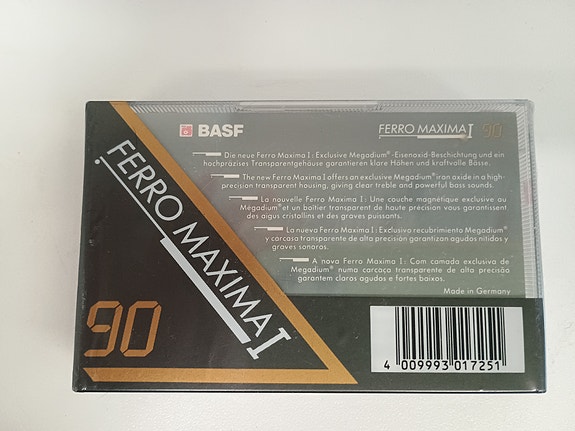 BASF
FERRO MAXIMA I 90
Die neue Ferro Maxima I: Exclusive Megadium®-Eisenoxid-Beschichtung und ein
hochpräzises Transparentgehäuse garantieren klare Höhen und kraftvolle Bässe.
The new Ferro Maxima I offers an exclusive Megadium® iron oxide in a high-
precision transparent housing, giving clear treble and powerful bass sounds.
La nouvelle Ferro Maxima I: Une couche magnétique exclusive au
Megadium® et un boîtier transparent de haute précision vous garantissent
des aigus cristallins et des graves puissants.
La nueva Ferro Maxima I: Exclusivo recubrimiento Megadium®
y carcasa transparente de alta precisión garantizan agudos nítidos y
graves sonoros.
A nova Ferro Maxima I: Com camada exclusiva de
Megadium® numa carcaça transparente de alta precisão
garantem claros agudos e fortes baixos.
Made in Germany
FERRO MAXIMA I
90
4 009993 017251